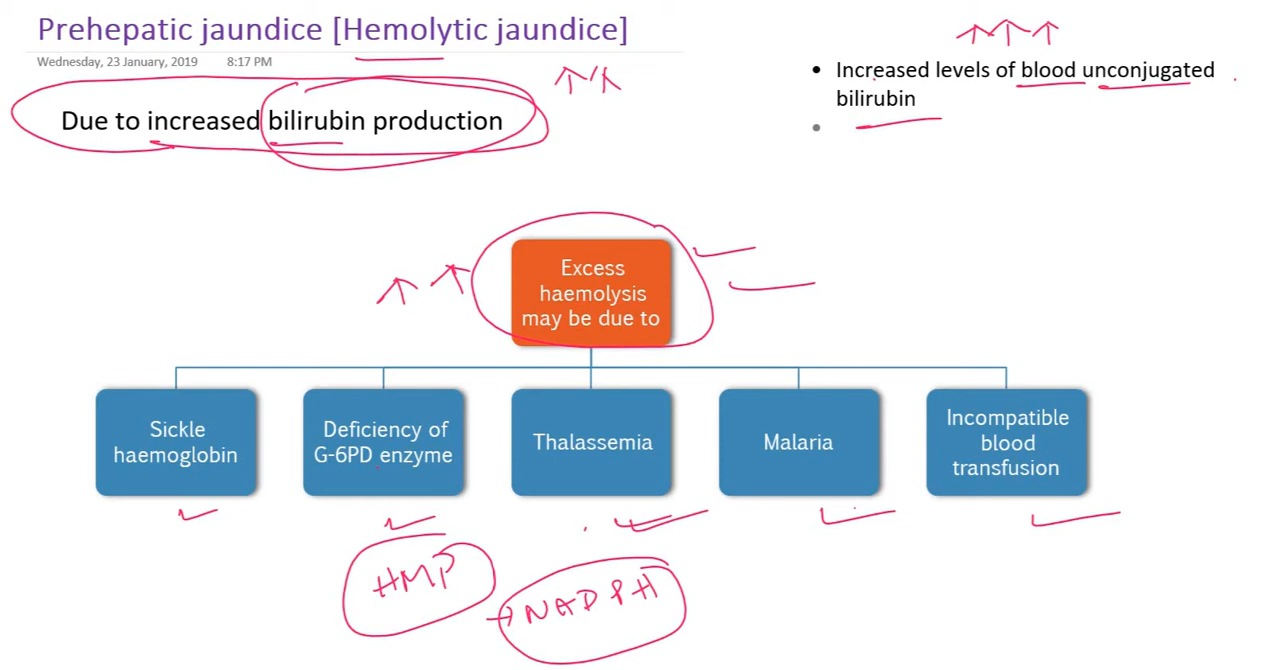 Prehepatic jaundice [Hemolytic jaundice]
Wednesday, 23 January, 2019 8:17 PM
Due to increased bilirubin production
• Increased levels of blood unconjugated
bilirubin
•
Excess
haemolysis
may be due to
Sickle
haemoglobin
Deficiency of
G-6PD enzyme
Thalassemia
Malaria
Incompatible
blood
transfusion
HMP
→ NADPH